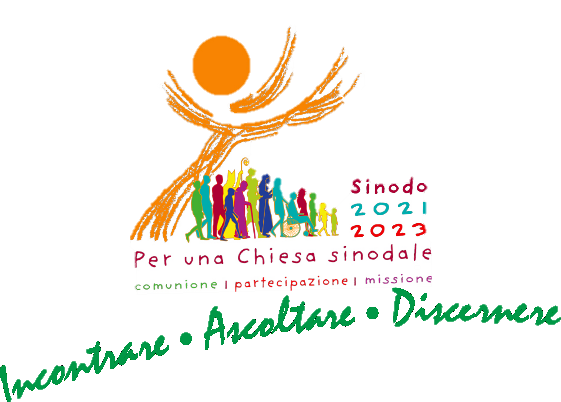 Sinodo
2021
2023
Per una Chiesa sinodale
comunione | partecipazione | missione
Incontrare • Ascoltare • Discernere